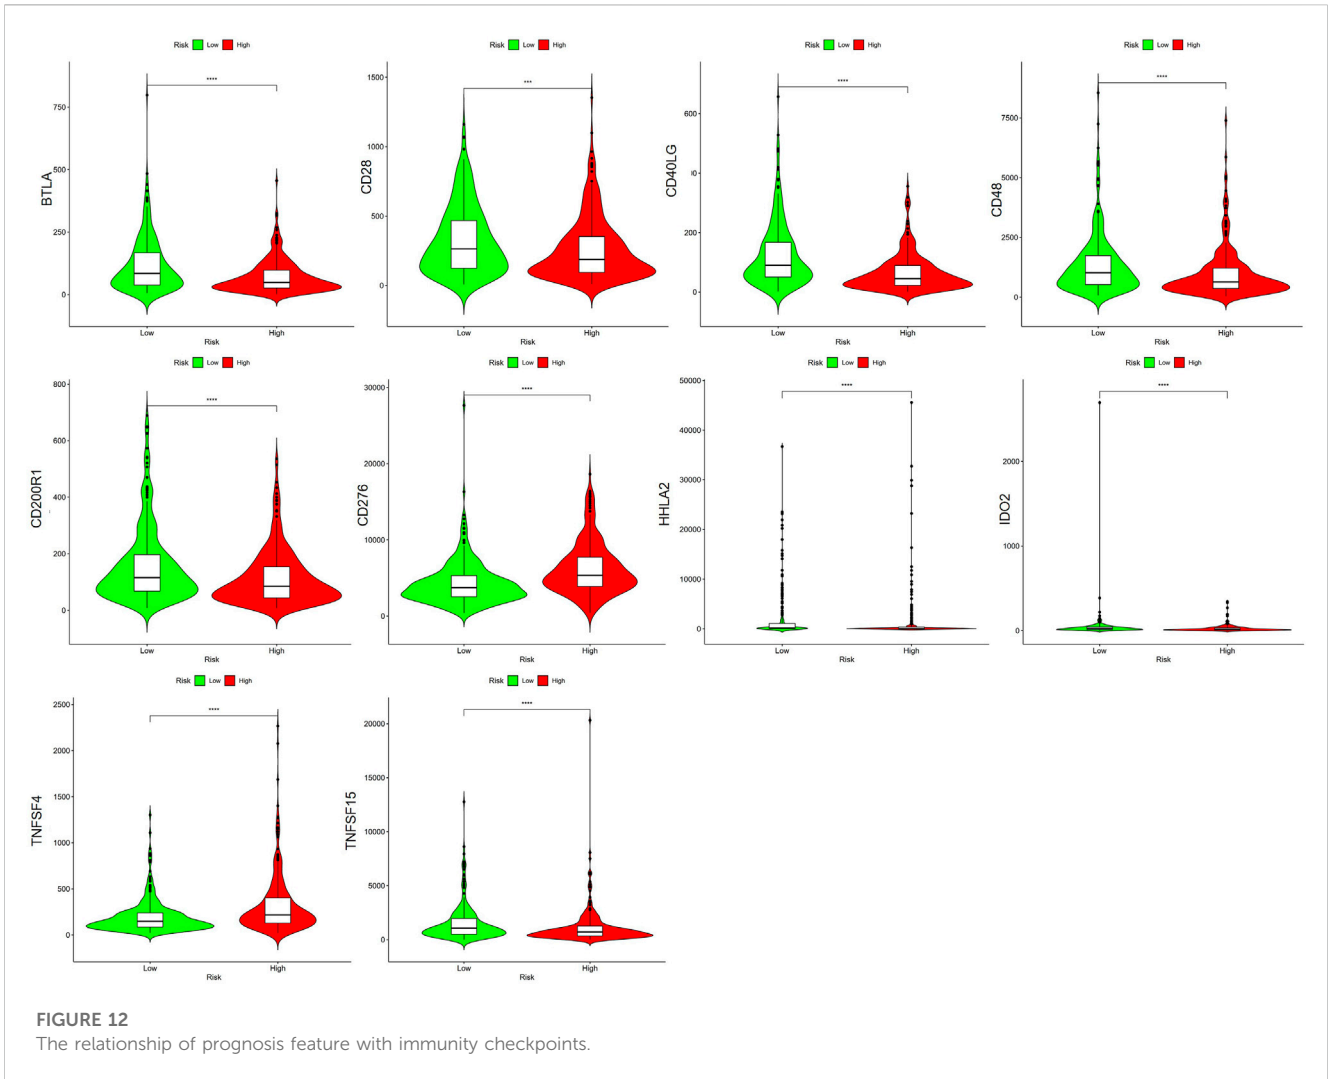 Risk Low High
Risk Low High
Risk Low High
Risk Low High
BTLA
750
500
250
0
****
Low High
Risk
CD28
1500
1000
500
0
***
Low High
Risk
CD40LG
600
40
200
0
****
Low High
Risk
CD48
7500
5000
2500
0
****
Low High
Risk
Risk Low High
Risk Low High
Risk Low High
Risk Low High
CD200R1
800
600
400
200
0
****
Low High
Risk
CD276
30000
20000
10000
0
****
Low High
Risk
HHLA2
50000
40000
30000
20000
10000
0
****
Low High
Risk
IDO2
2000
1000
0
****
Low High
Risk
Risk Low High
Risk Low High
TNFSF4
2500
2000
1500
1000
500
0
****
Low High
Risk
TNFSF15
20000
15000
10000
5000
0
****
Low High
Risk
FIGURE 12
The relationship of prognosis feature with immunity checkpoints.